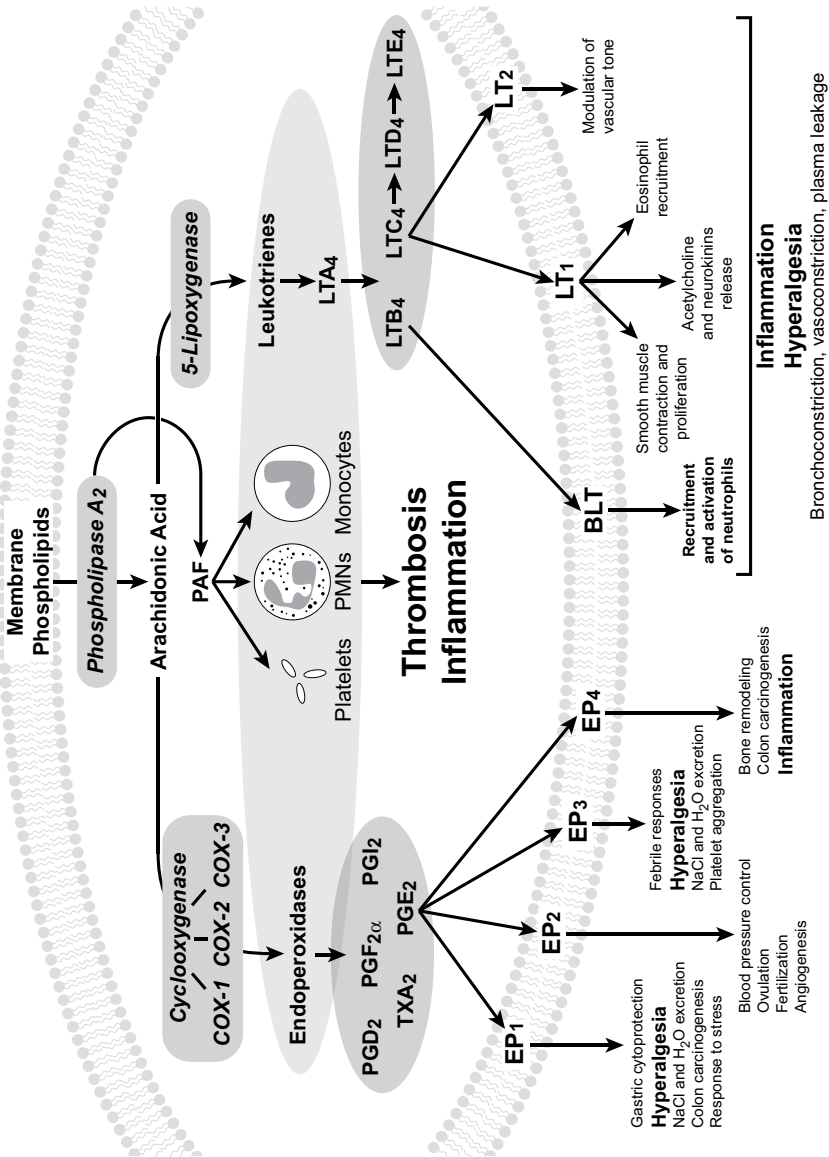 Membrane
Phospholipids
Phospholipase A2
Arachidonic Acid
Cyclooxygenase
COX-1 COX-2 COX-3
5-Lipoxygenase
PAF
Endoperoxidases
Leukotrienes
LTA4
Platelets PMNs Monocytes
PGD2 PGF2α PGI2
TXA2 PGE2
LTB4 LTC4 LTD4 LTE4
Thrombosis
Inflammation
EP1
EP2
EP3
EP4
BLT
LT1
LT2
Gastric cytoprotection
Hyperalgesia
NaCl and H2O excretion
Colon carcinogenesis
Response to stress
Blood pressure control
Ovulation
Fertilization
Angiogenesis
Febrile responses
Hyperalgesia
NaCl and H2O excretion
Platelet aggregation
Bone remodeling
Colon carcinogenesis
Inflammation
Recruitment
and activation
of neutrophils
Smooth muscle
contraction and
proliferation
Acetylcholine
and neurokinins
release
Eosinophil
recruitment
Modulation of
vascular tone
Inflammation
Hyperalgesia
Bronchoconstriction, vasoconstriction, plasma leakage